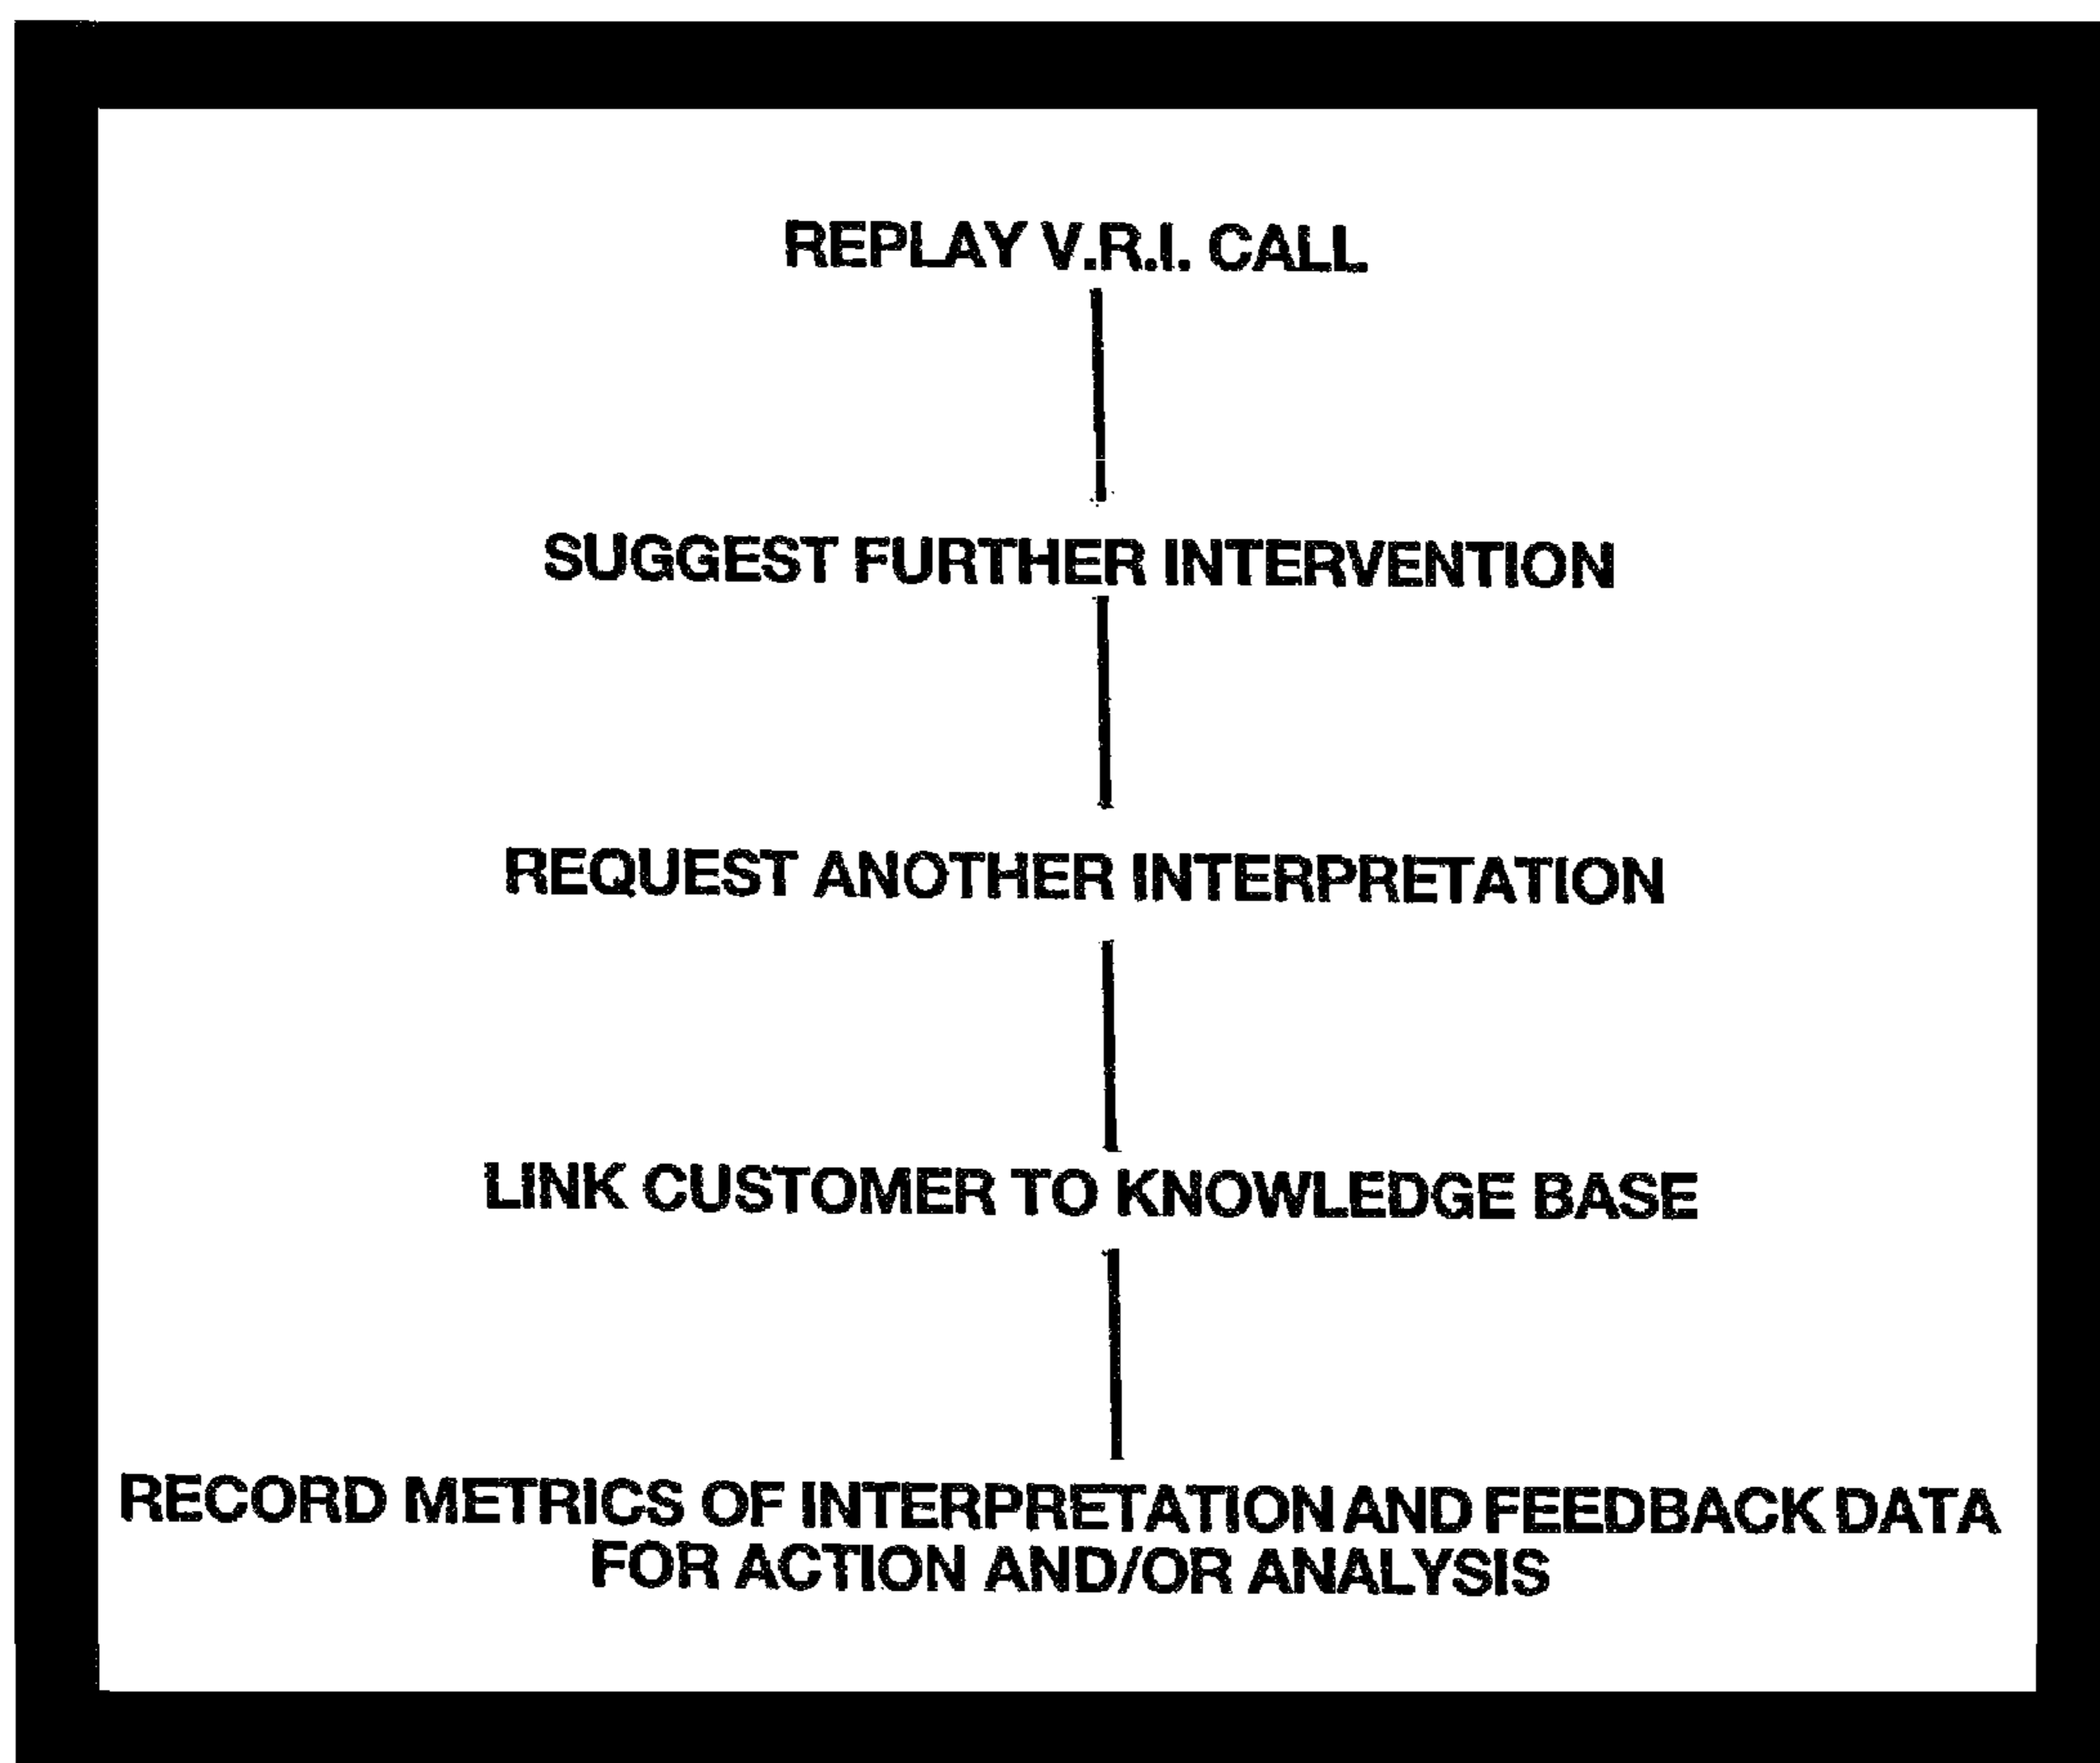 REPLAY V.R.I. CALL
SUGGEST FURTHER INTERVENTION
REQUEST ANOTHER INTERPRETATION
LINK CUSTOMER TO KNOWLEDGE BASE
RECORD METRICS OF INTERPRETATION AND FEEDBACK DATA
FOR ACTION AND/OR ANALYSIS